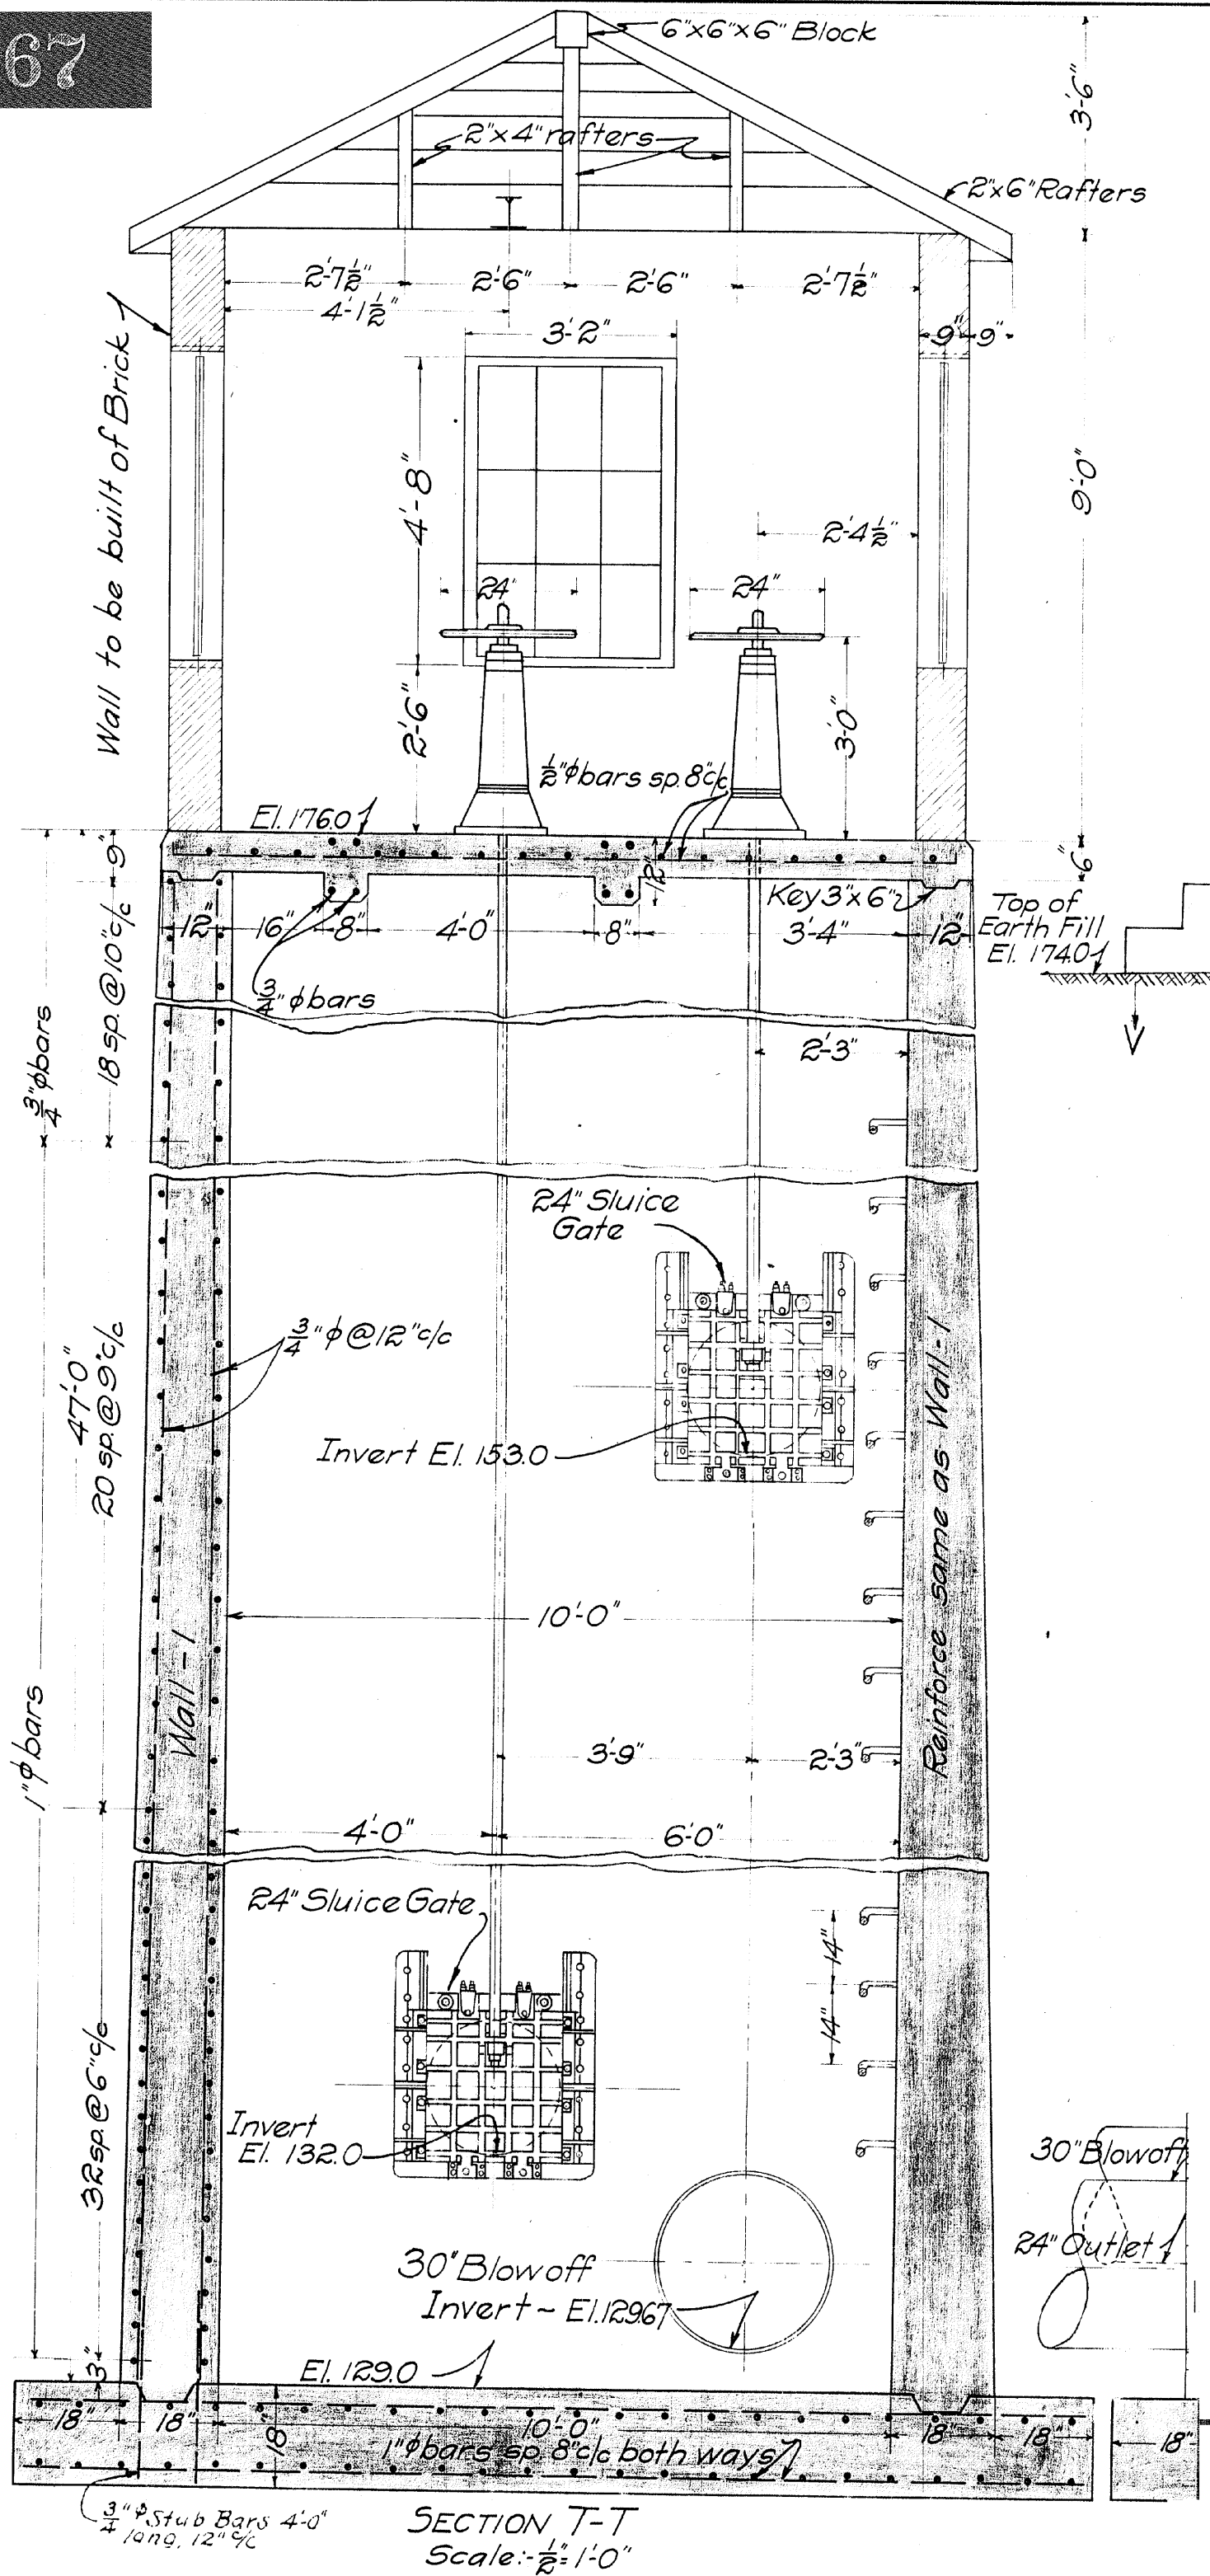 67
6"x6"x6" Block
3'-6"
2"x4" rafters
2"x6" Rafters
2'-7½"
2'-6"
2'-6"
2'-7½"
4'-1½"
3'-2"
9"
9"
Wall to be built of Brick
4'-8"
9'-0"
2'-4½"
24"
24"
2'-6"
3'-0"
½"ϕ bars sp. 8"c/c
El. 176.0
9"
12"
6"
Key 3"x6"
Top of
Earth Fill
El. 174.0
12"
16"
8"
4'-0"
8"
3'-4"
12"
¾"ϕ bars
18 sp. @ 10"c/c
¾"ϕ bars
2'-3"
24" Sluice
Gate
¾"ϕ @ 12"c/c
47'-0"
20 sp. @ 9"c/c
Invert El. 153.0
10'-0"
Wall-1
Reinforce same as Wall-1
1"ϕ bars
3'-9"
2'-3"
4'-0"
6'-0"
24" Sluice Gate
14"
14"
32 sp. @ 6"c/c
Invert
El. 132.0
30" Blowoff
24" Outlet
30" Blowoff
Invert ~ El. 129.67
3"
El. 129.0
18"
18"
18"
10'-0"
18"
18"
18"
1"ϕ bars sp. 8"c/c both ways
¾"ϕ Stub Bars 4'-0"
long, 12" c/c
SECTION T-T
Scale:- ½"=1'-0"